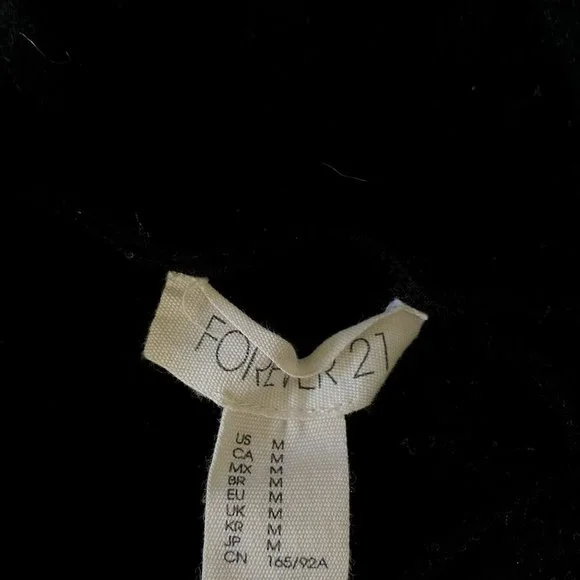 FOREVER 21
US M
CA M
MX M
BR M
EU M
UK M
KR M
JP M
CN 165/92A